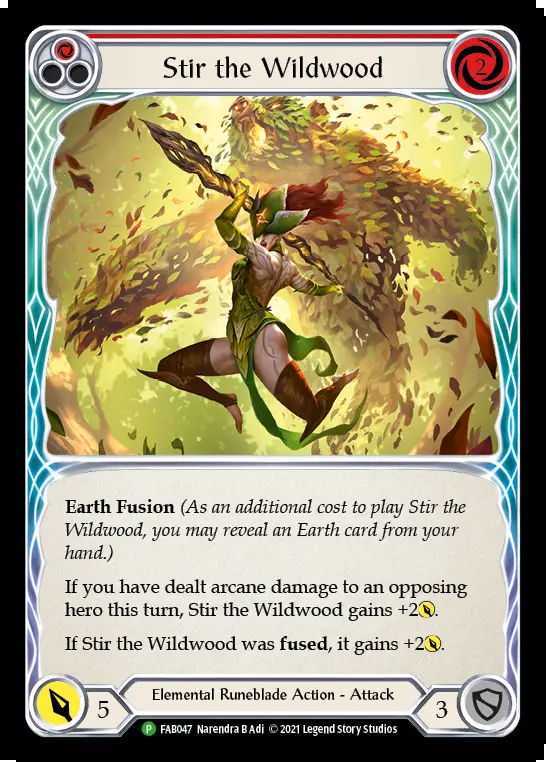 Stir the Wildwood
2
Earth Fusion (As an additional cost to play Stir the
Wildwood, you may reveal an Earth card from your
hand.)
If you have dealt arcane damage to an opposing
hero this turn, Stir the Wildwood gains +2.
If Stir the Wildwood was fused, it gains +2.
5
Elemental Runeblade Action - Attack
3
P FAB047 Narendra B Adi © 2021 Legend Story Studios